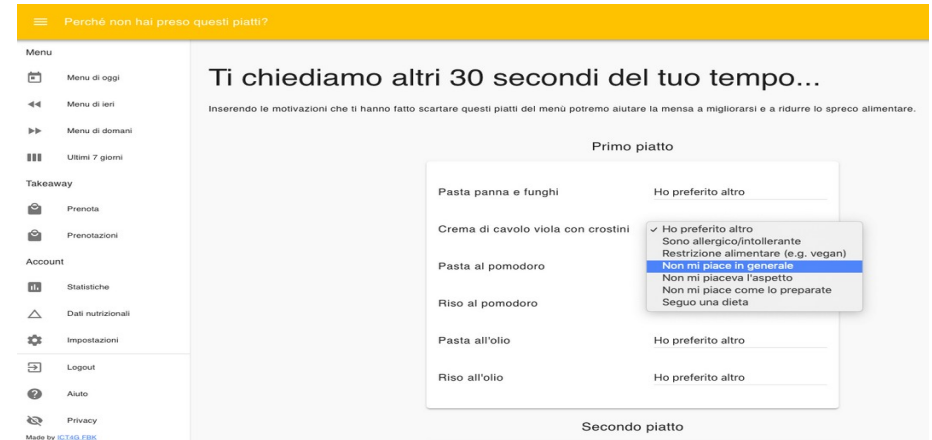 Perché non hai preso questi piatti?
Menu
Menu di oggi
Menu di ieri
Menu di domani
Ultimi 7 giorni
Takeaway
Prenota
Prenotazioni
Account
Statistiche
Dati nutrizionali
Impostazioni
Logout
Aiuto
Privacy
Made by ICT4G FBK
Ti chiediamo altri 30 secondi del tuo tempo...
Inserendo le motivazioni che ti hanno fatto scartare questi piatti del menù potremo aiutare la mensa a migliorarsi e a ridurre lo spreco alimentare.
Primo piatto
Pasta panna e funghi Ho preferito altro
Crema di cavolo viola con crostini ✓ Ho preferito altro
Sono allergico/intollerante
Restrizione alimentare (e.g. vegan)
Pasta al pomodoro Non mi piace in generale
Non mi piaceva l'aspetto
Non mi piace come lo preparate
Riso al pomodoro Seguo una dieta
Pasta all'olio Ho preferito altro
Riso all'olio Ho preferito altro
Secondo piatto